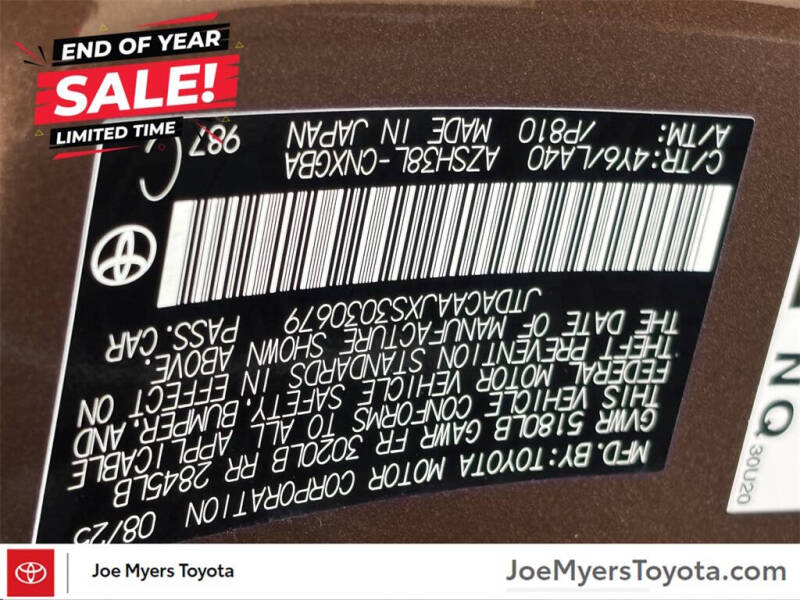 END OF YEAR
SALE!
LIMITED TIME
MFD.BY:TOYOTA MOTOR CORPORATION 08/25
GVWR 5180LB GAWR FR 3020LB RR 2845LB
THIS VEHICLE CONFORMS TO ALL APPLICABLE
FEDERAL MOTOR VEHICLE SAFETY, BUMPER, AND
THEFT PREVENTION STANDARDS IN EFFECT ON
THE DATE OF MANUFACTURE SHOWN ABOVE.
JTDACAAJXS3030679 PASS. CAR
C/TR:4Y6/LA40 AZSH38L-CNXGBA
A/TM: /P810 MADE IN JAPAN 987
NQ
30U20
Joe Myers Toyota
JoeMyersToyota.com